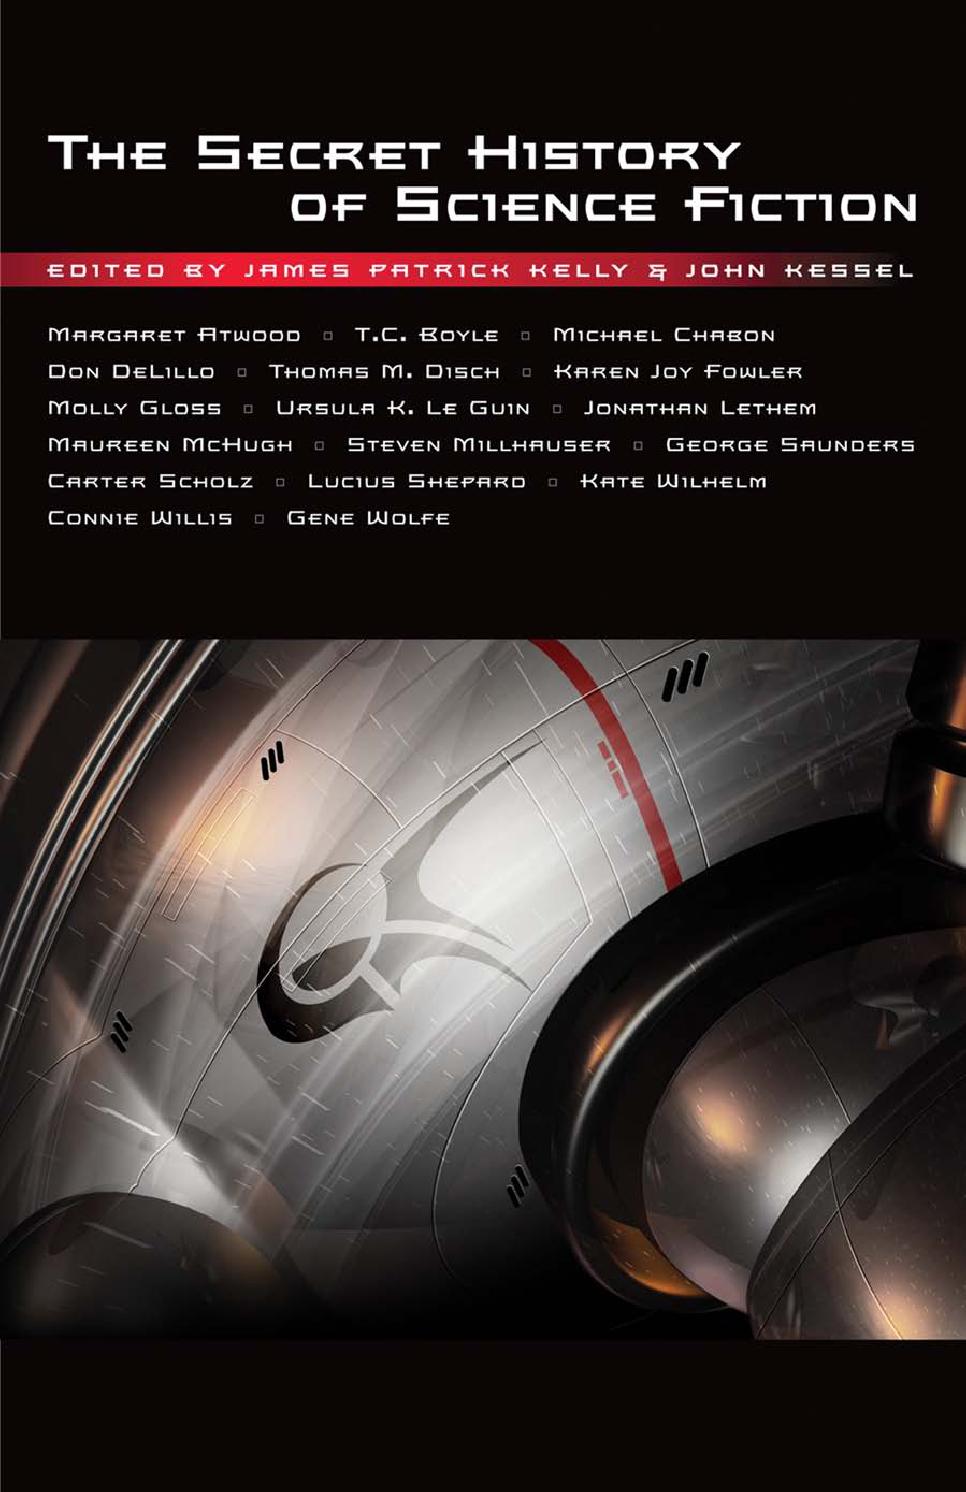 The Secret History
of Science Fiction
edited by James Patrick Kelly & John Kessel
Margaret Atwood ▫ T.C. Boyle ▫ Michael Chabon
Don DeLillo ▫ Thomas M. Disch ▫ Karen Joy Fowler
Molly Gloss ▫ Ursula K. Le Guin ▫ Jonathan Lethem
Maureen McHugh ▫ Steven Millhauser ▫ George Saunders
Carter Scholz ▫ Lucius Shepard ▫ Kate Wilhelm
Connie Willis ▫ Gene Wolfe